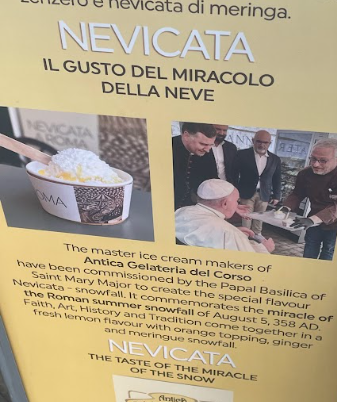 zenzero e nevicata di meringa.
NEVICATA
IL GUSTO DEL MIRACOLO
DELLA NEVE
NEVICATA
ROMA
OMA
The master ice cream makers of
Antica Gelateria del Corso
have been commissioned by the Papal Basilica of
Saint. Mary Major to create the special flavour
Nevicata - snowfall. It commemorates the miracle of
the Roman summer snowfall of August 5, 358 AD.
Faith, Art, History and Tradition come together in a
fresh lemon flavour with orange topping, ginger
and meringue snowfall.
NEVICATA
THE TASTE OF THE MIRACLE
OF THE SNOW
Antica